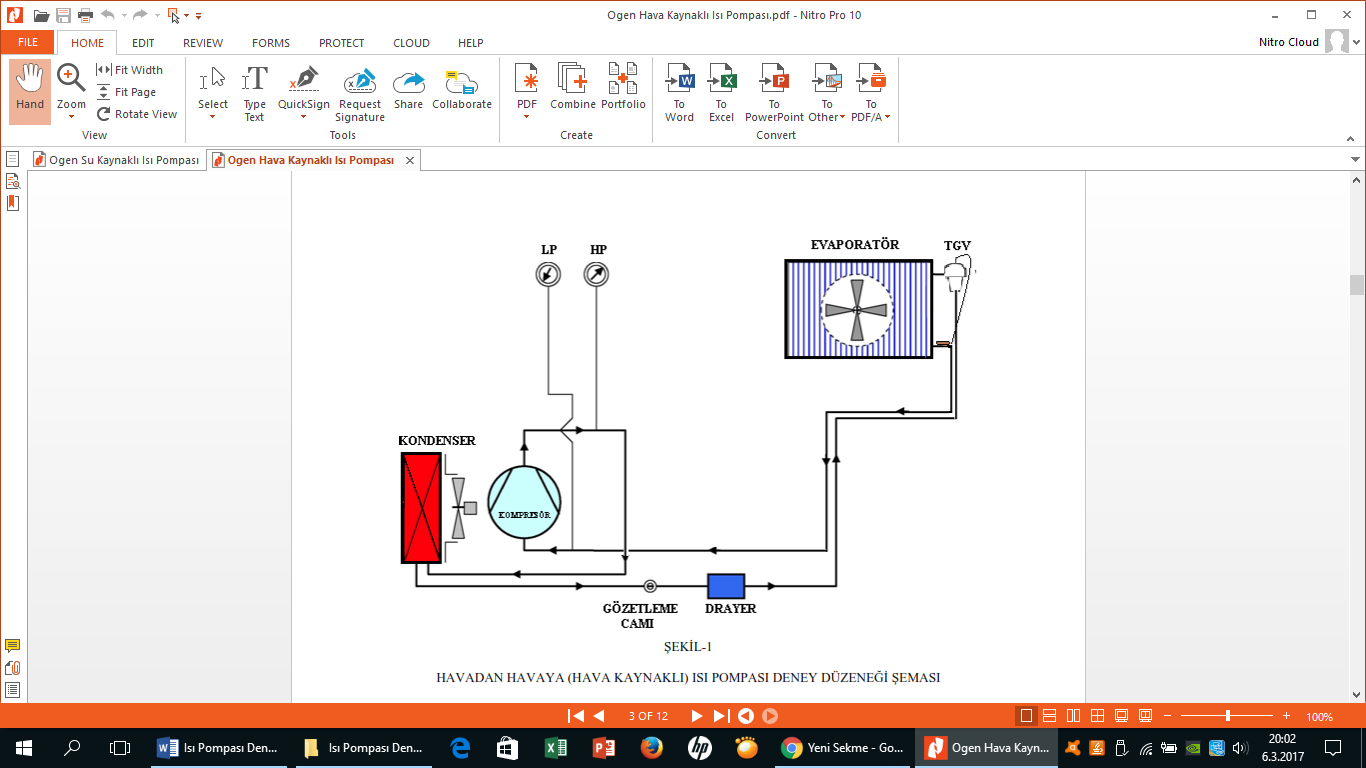 Ogen Hava Kaynaklı Isı Pompası.pdf - Nitro Pro 10
FILE HOME EDIT REVIEW FORMS PROTECT CLOUD HELP Nitro Cloud
Hand
Zoom
Fit Width
Fit Page
Rotate View
View
Select
Type Text
QuickSign
Request Signature
Share
Collaborate
Tools
PDF
Combine
Portfolio
Create
To Word
To Excel
To PowerPoint
To Other
To PDF/A
Convert
Ogen Su Kaynaklı Isı Pompası
Ogen Hava Kaynaklı Isı Pompası
LP HP
EVAPORATÖR TGV
KONDENSER
KOMPRESÖR
GÖZETLEME
CAMI
DRAYER
ŞEKİL-1
HAVADAN HAVAYA (HAVA KAYNAKLI) ISI POMPASI DENEY DÜZENEĞİ ŞEMASI
3 OF 12
100%
Isı Pompası Den...
Isı Pompası Den...
Yeni Sekme - Go...
Ogen Hava Kayn...
20:02
6.3.2017